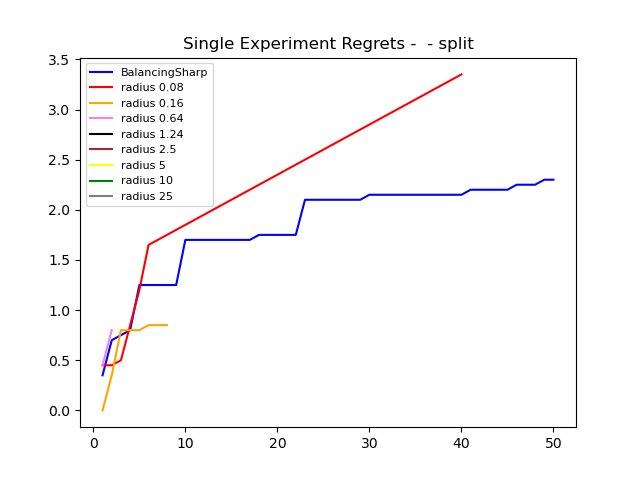 Single Experiment Regrets -  - split
3.5
3.0
2.5
2.0
1.5
1.0
0.5
0.0
BalancingSharp
radius 0.08
radius 0.16
radius 0.64
radius 1.24
radius 2.5
radius 5
radius 10
radius 25
0 10 20 30 40 50